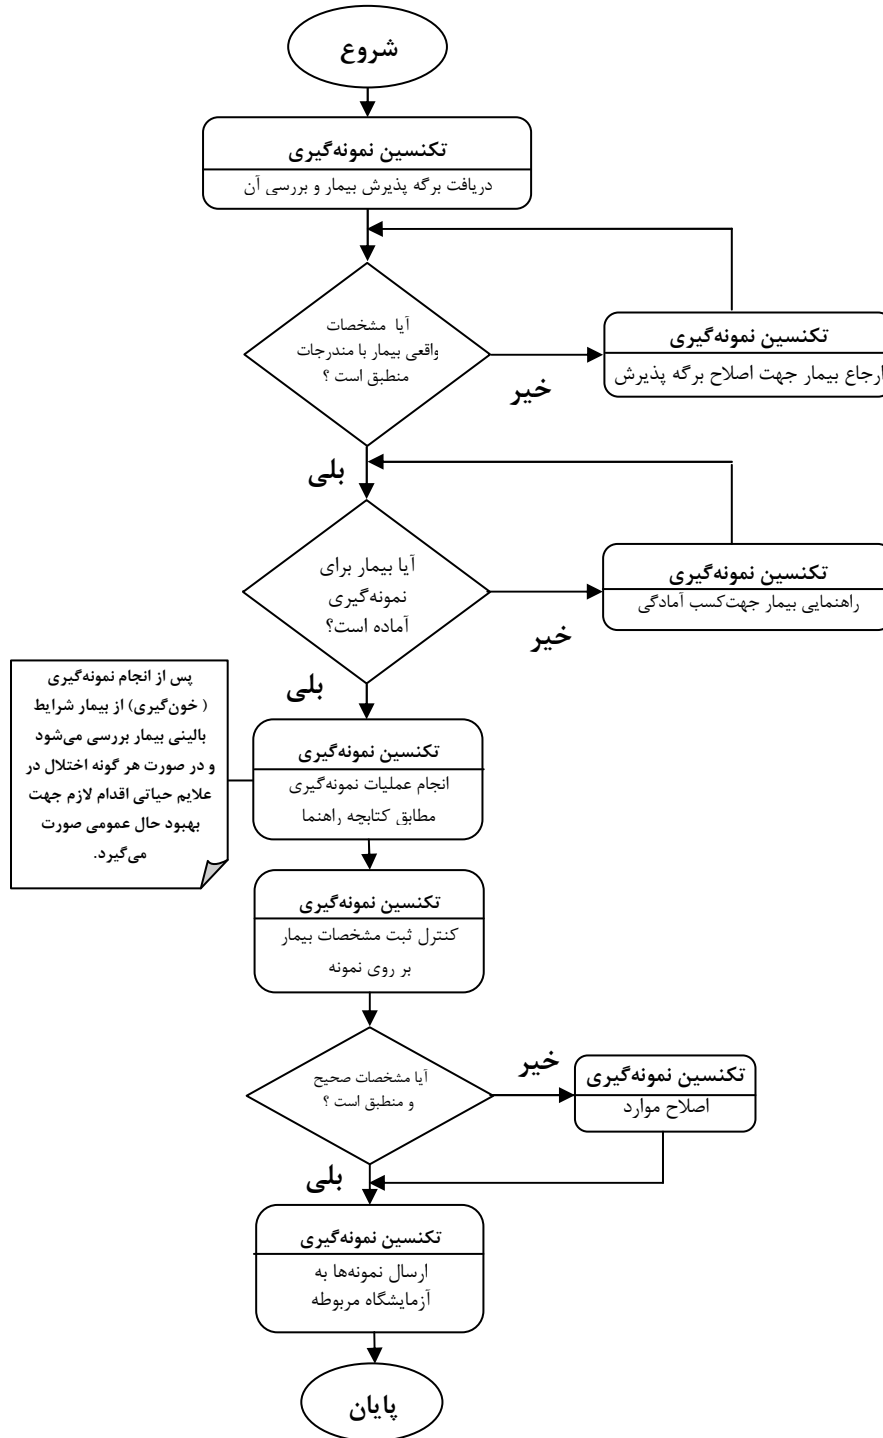 شروع
تکنسین نمونه‌گیری
دریافت برگه پذیرش بیمار و بررسی آن
آیا مشخصات
واقعی بیمار با مندرجات
منطبق است ؟
خیر
تکنسین نمونه‌گیری
ارجاع بیمار جهت اصلاح برگه پذیرش
بلی
آیا بیمار برای
نمونه‌گیری
آماده است؟
خیر
تکنسین نمونه‌گیری
راهنمایی بیمار جهت‌کسب آمادگی
بلی
پس از انجام نمونه‌گیری
( خون‌گیری) از بیمار شرایط
بالینی بیمار بررسی می‌شود
و در صورت هر گونه اختلال در
علایم حیاتی اقدام لازم جهت
بهبود حال عمومی صورت
می‌گیرد.
تکنسین نمونه‌گیری
انجام عملیات نمونه‌گیری
مطابق کتابچه راهنما
تکنسین نمونه‌گیری
کنترل ثبت مشخصات بیمار
بر روی نمونه
آیا مشخصات صحیح
و منطبق است ؟
خیر
تکنسین نمونه‌گیری
اصلاح موارد
بلی
تکنسین نمونه‌گیری
ارسال نمونه‌ها به
آزمایشگاه مربوطه
پایان